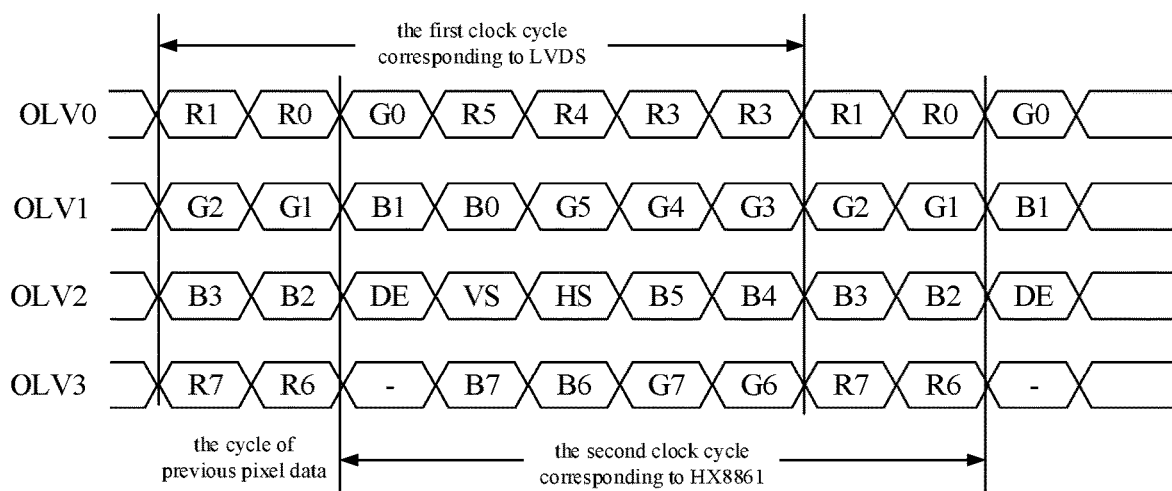 the first clock cycle
corresponding to LVDS
OLV0 R1 R0 G0 R5 R4 R3 R3 R1 R0 G0
OLV1 G2 G1 B1 B0 G5 G4 G3 G2 G1 B1
OLV2 B3 B2 DE VS HS B5 B4 B3 B2 DE
OLV3 R7 R6 - B7 B6 G7 G6 R7 R6 -
the cycle of
previous pixel data
the second clock cycle
corresponding to HX8861